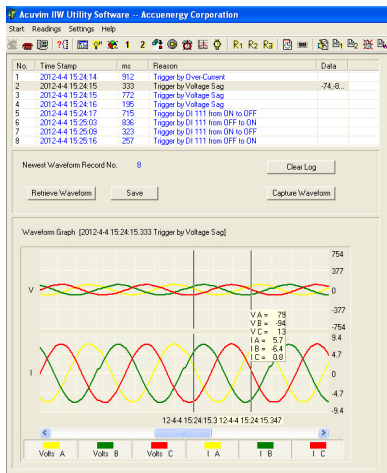 Acuvim IIW Utility Software -- Accuenergy Corporation
Start Readings Settings Help
1 2 R1 R2 R3
No. Time Stamp ms Reason Data
1 2012-4-4 15:24:14 912 Trigger by Over-Current
2 2012-4-4 15:24:15 333 Trigger by Voltage Sag -74,-8...
3 2012-4-4 15:24:15 772 Trigger by Voltage Sag
4 2012-4-4 15:24:16 195 Trigger by Voltage Sag
5 2012-4-4 15:24:17 715 Trigger by DI 111 from ON to OFF
6 2012-4-4 15:25:03 836 Trigger by DI 111 from OFF to ON
7 2012-4-4 15:25:09 323 Trigger by DI 111 from OFF to ON
8 2012-4-4 15:25:16 257 Trigger by DI 111 from ON to OFF
Newest Waveform Record No. 8
Clear Log
Retrieve Waveform Save Capture Waveform
Waveform Graph [2012-4-4 15:24:15.333 Trigger by Voltage Sag]
754
377
V 0
-377
-754
V A = 79
V B = -94
V C = 13
I A = 5.7
I B = -6.4
I C = 0.8
9.4
4.7
I 0
-4.7
-9.4
12-4-4 15:24:15.3 12-4-4 15:24:15.347
Volts A Volts B Volts C I A I B I C